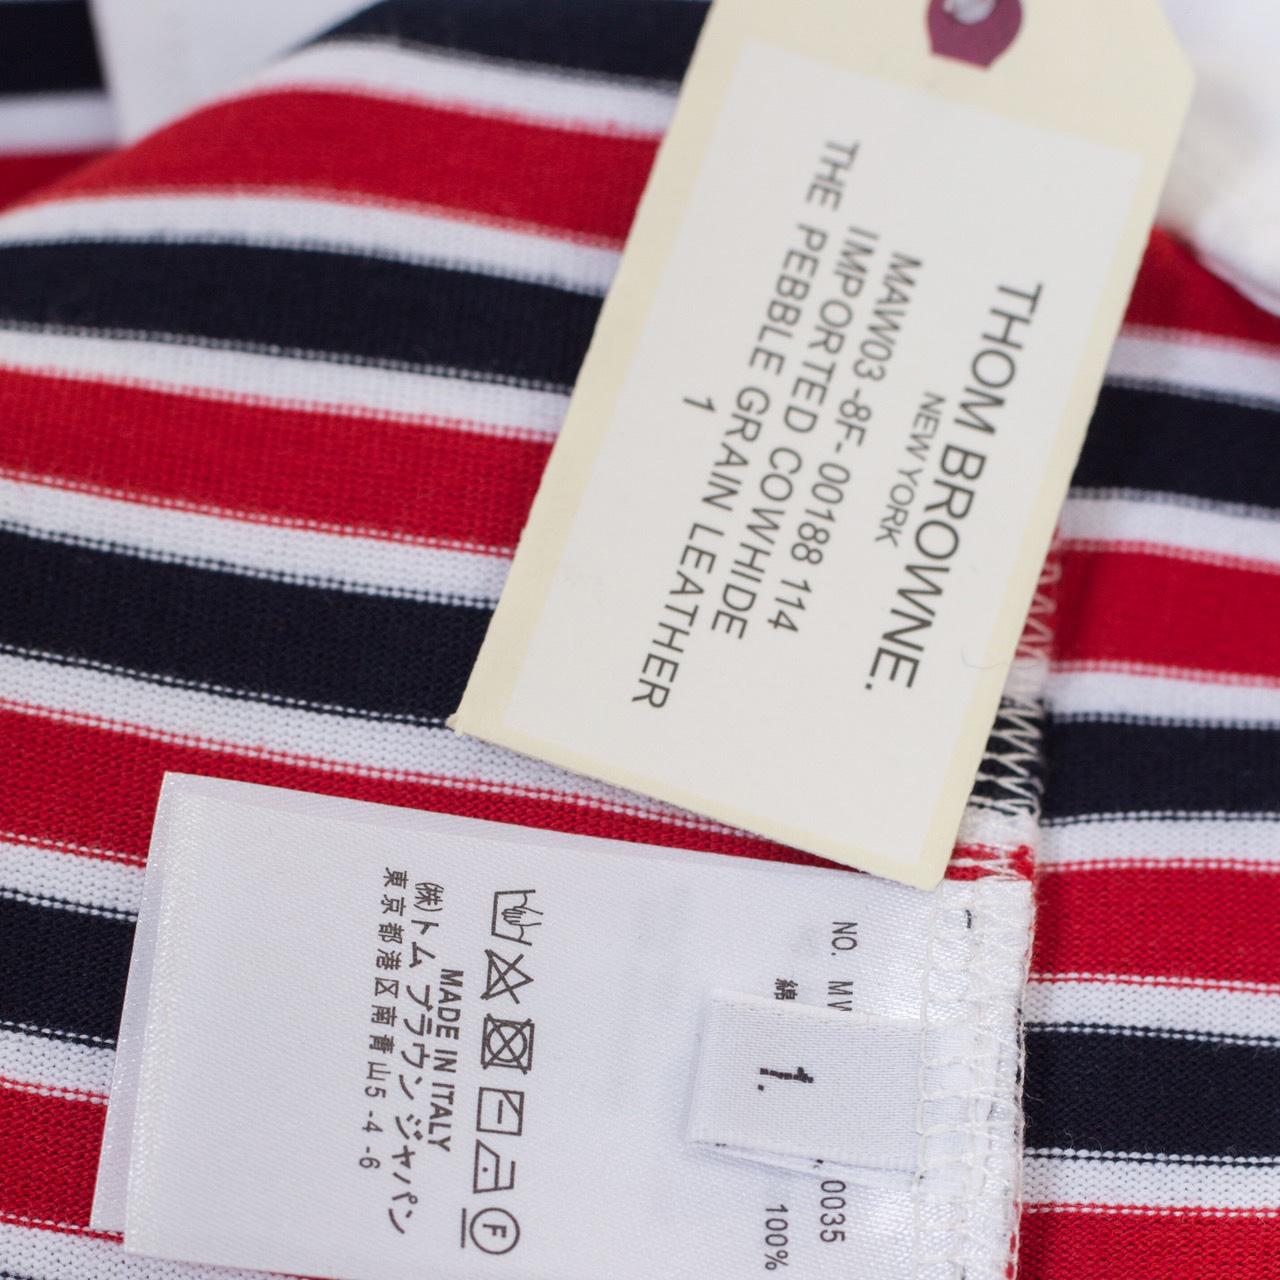 THOM BROWNE.
NEW YORK
MAW03 -8F- 00188 114
IMPORTED COWHIDE
THE PEBBLE GRAIN LEATHER
1
NO. 0035
綿 100%
1.
F
MADE IN ITALY
㈱トム ブラウン ジャパン
東京都港区南青山5-4-6